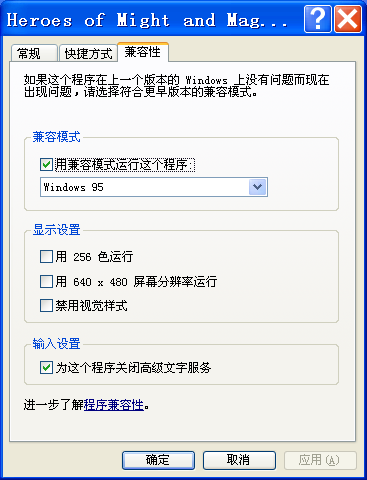 Heroes of Might and Mag...
常规 快捷方式 兼容性
如果这个程序在上一个版本的 Windows 上没有问题而现在
出现问题，请选择符合更早版本的兼容模式。
兼容模式
用兼容模式运行这个程序:
Windows 95
显示设置
用 256 色运行
用 640 x 480 屏幕分辨率运行
禁用视觉样式
输入设置
为这个程序关闭高级文字服务
进一步了解程序兼容性。
确定 取消 应用(A)